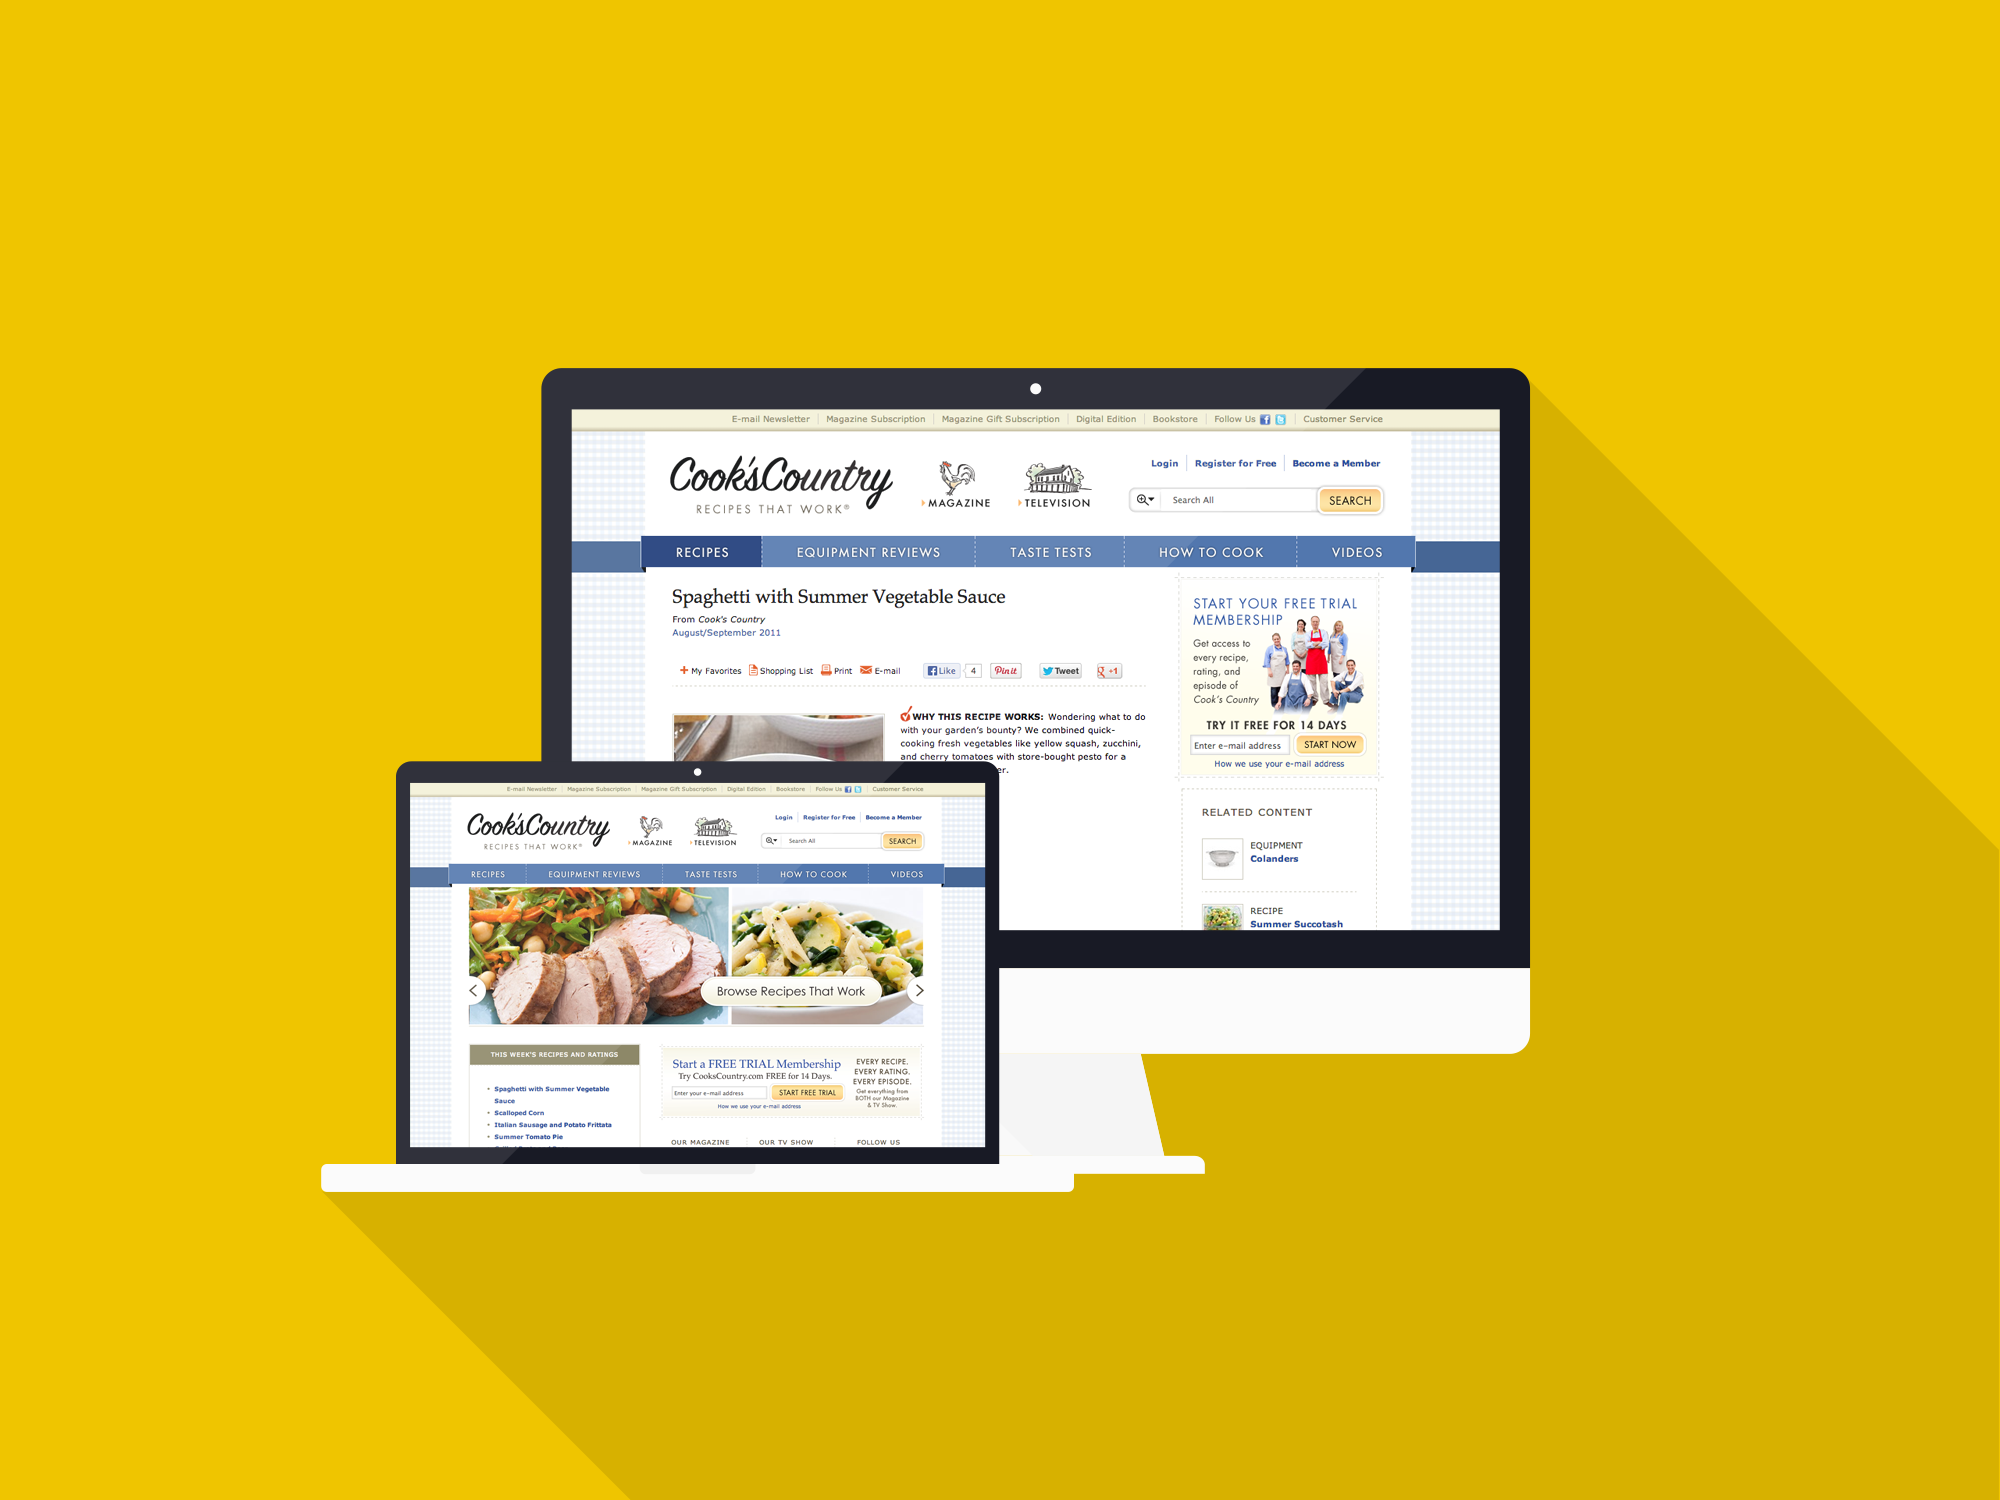 E-mail Newsletter Magazine Subscription Magazine Gift Subscription Digital Edition Bookstore Follow Us Customer Service
Cook'sCountry
RECIPES THAT WORK®
MAGAZINE
TELEVISION
Login Register for Free Become a Member
Search All SEARCH
RECIPES EQUIPMENT REVIEWS TASTE TESTS HOW TO COOK VIDEOS
Spaghetti with Summer Vegetable Sauce
From Cook's Country
August/September 2011
My Favorites Shopping List Print E-mail Like 4 Pin it Tweet +1
WHY THIS RECIPE WORKS: Wondering what to do
with your garden's bounty? We combined quick-
cooking fresh vegetables like yellow squash, zucchini,
and cherry tomatoes with store-bought pesto for a
START YOUR FREE TRIAL
MEMBERSHIP
Get access to
every recipe,
rating, and
episode of
Cook's Country
TRY IT FREE FOR 14 DAYS
Enter e-mail address START NOW
How we use your e-mail address
RELATED CONTENT
EQUIPMENT
Colanders
RECIPE
Summer Succotash
E-mail Newsletter Magazine Subscription Magazine Gift Subscription Digital Edition Bookstore Follow Us Customer Service
Cook'sCountry
RECIPES THAT WORK®
MAGAZINE
TELEVISION
Login Register for Free Become a Member
Search All SEARCH
RECIPES EQUIPMENT REVIEWS TASTE TESTS HOW TO COOK VIDEOS
Browse Recipes That Work
THIS WEEK'S RECIPES AND RATINGS
Spaghetti with Summer Vegetable
Sauce
Scalloped Corn
Italian Sausage and Potato Frittata
Summer Tomato Pie
Start a FREE TRIAL Membership
Try CooksCountry.com FREE for 14 Days.
Enter your e-mail address START FREE TRIAL
How we use your e-mail address
EVERY RECIPE.
EVERY RATING.
EVERY EPISODE.
Get everything from
BOTH our Magazine
& TV Show.
OUR MAGAZINE OUR TV SHOW FOLLOW US